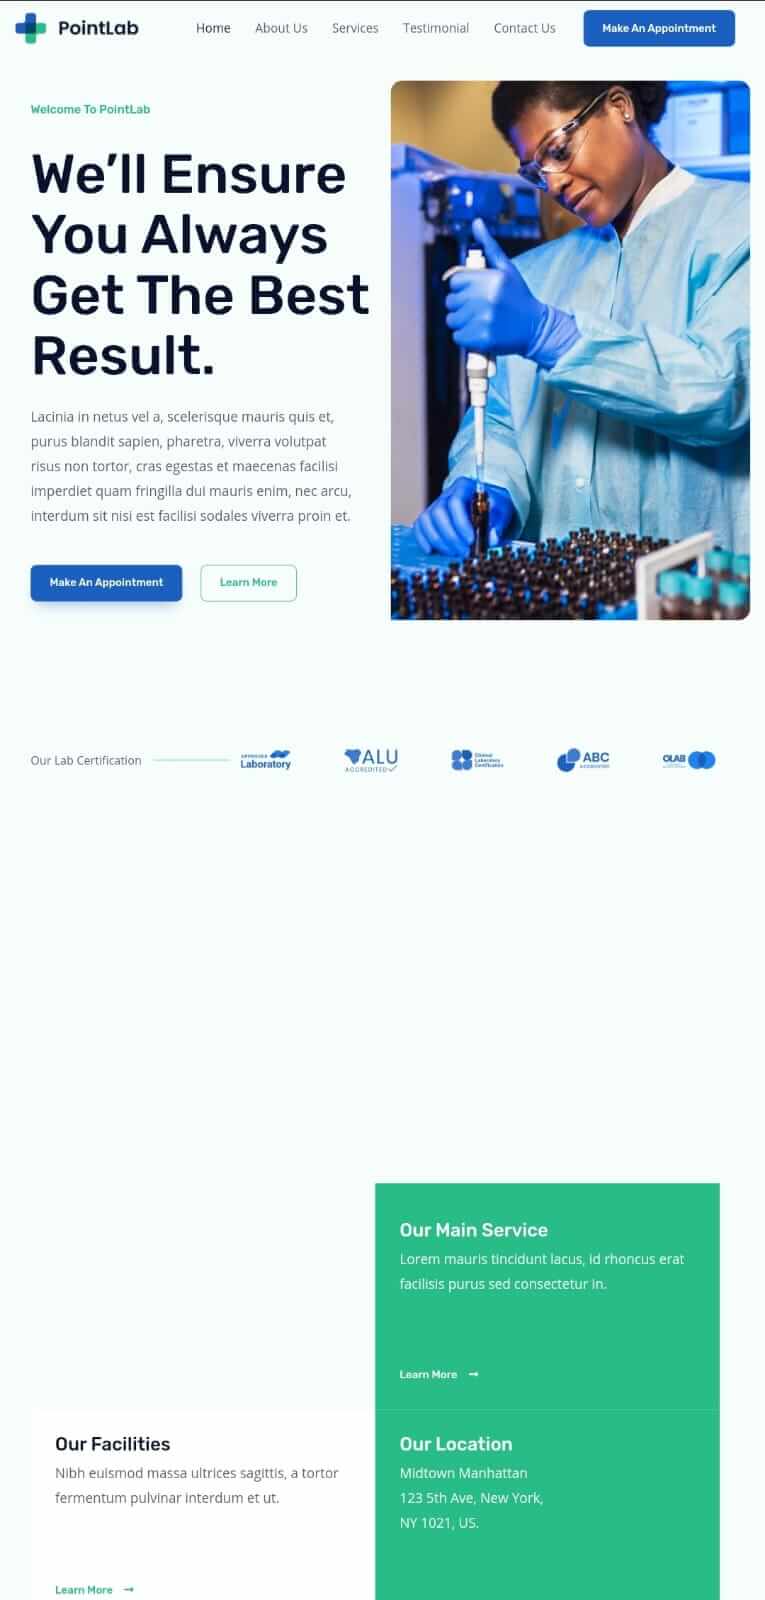 PointLab
Home
About Us
Services
Testimonial
Contact Us
Make An Appointment
Welcome To PointLab
We'll Ensure
You Always
Get The Best
Result.
Lacinia in netus vel a, scelerisque mauris quis et,
purus blandit sapien, pharetra, viverra volutpat
risus non tortor, cras egestas et maecenas facilisi
imperdiet quam fringilla dui mauris enim, nec arcu,
interdum sit nisi est facilisi sodales viverra proin et.
Make An Appointment
Learn More
Our Lab Certification
Laboratory
ALU
ACCREDITED
Clinical
Laboratory
Certification
ABC
OLAB
Our Main Service
Lorem mauris tincidunt lacus, id rhoncus erat
facilisis purus sed consectetur in.
Learn More
Our Facilities
Nibh euismod massa ultrices sagittis, a tortor
fermentum pulvinar interdum et ut.
Learn More
Our Location
Midtown Manhattan
123 5th Ave, New York,
NY 1021, US.